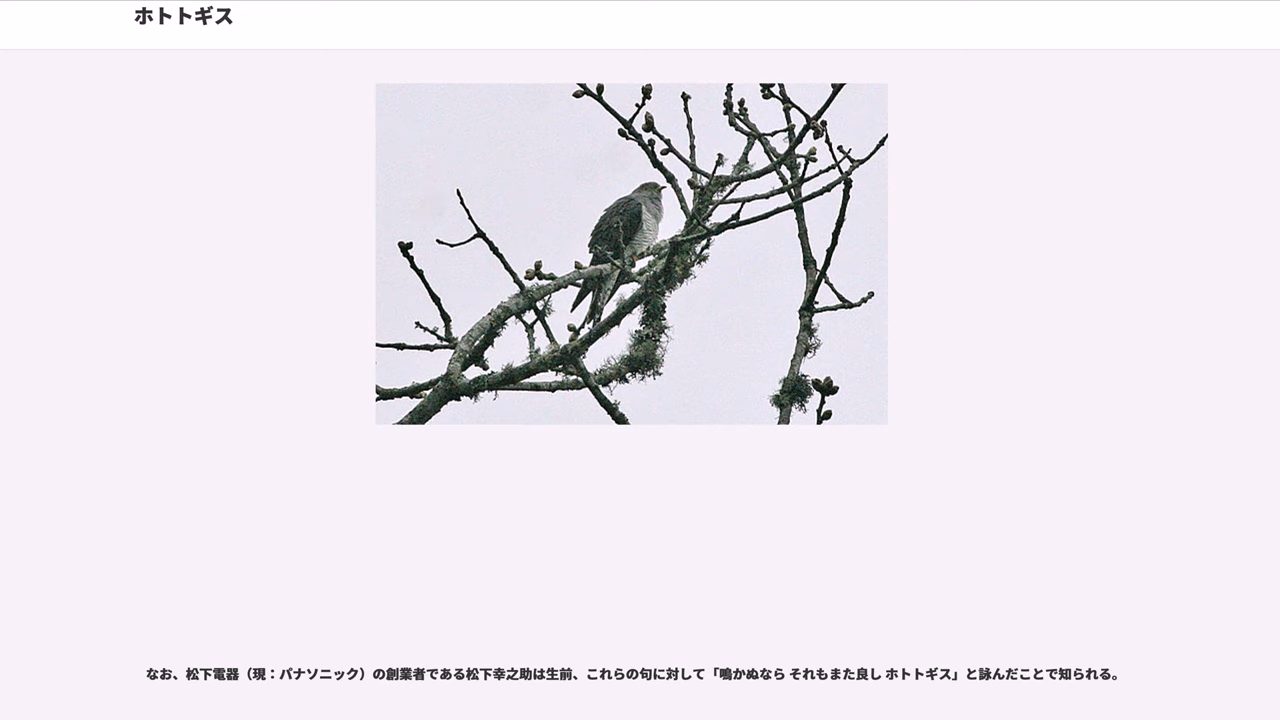 ホトトギス
なお、松下電器（現：パナソニック）の創業者である松下幸之助は生前、これらの句に対して「鳴かぬなら それもまた良し ホトトギス」と詠んだことで知られる。